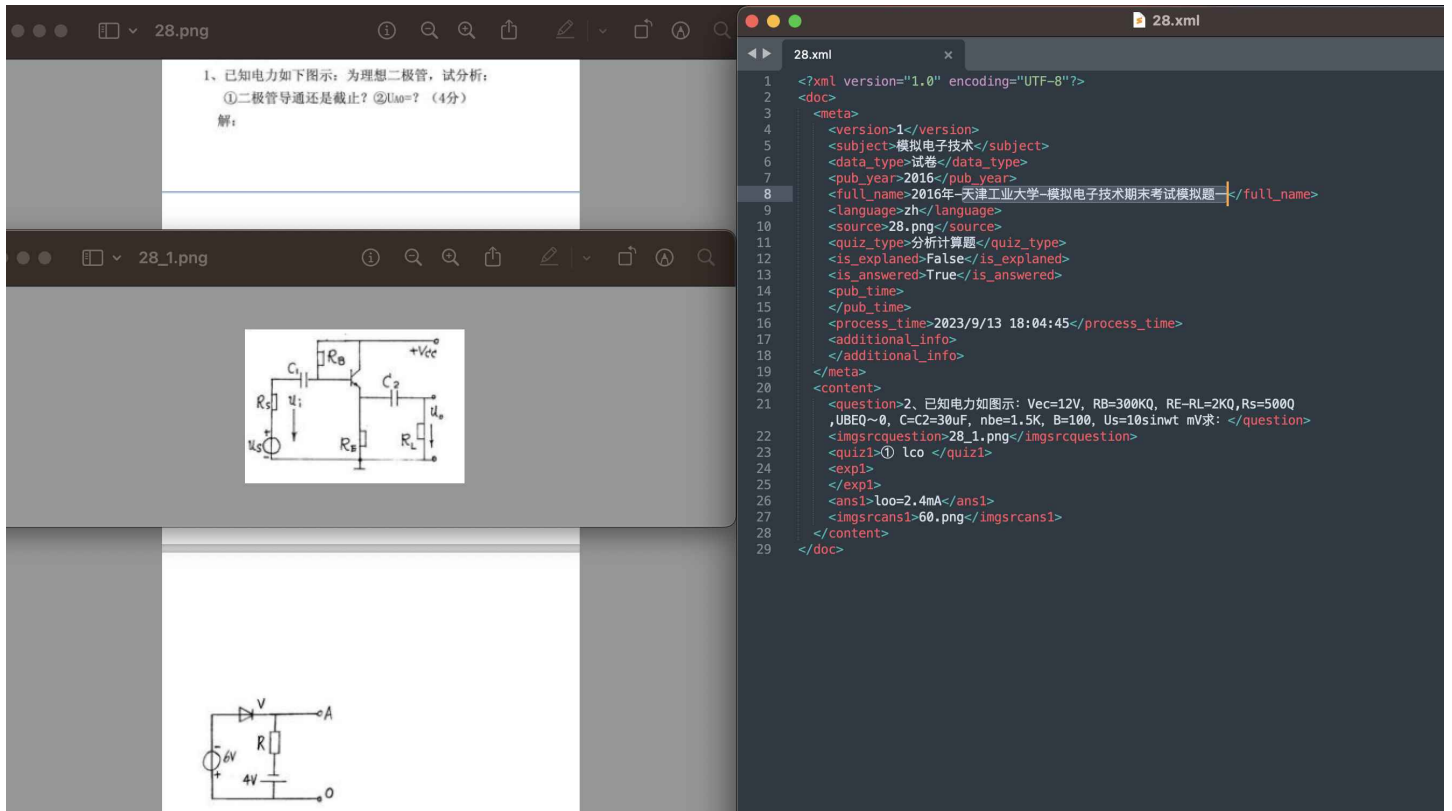 28.png
1、已知电力如下图示：为理想二极管，试分析：
①二极管导通还是截止？②UAO=？（4分）
解：
28_1.png
+Vcc
RB
C1
C2
Rs
ui
uo
us
+
-
RE
RL
V
A
R
-
6V
+
4V
O
28.xml
28.xml
1 <?xml version="1.0" encoding="UTF-8"?>
2 <doc>
3 <meta>
4 <version>1</version>
5 <subject>模拟电子技术</subject>
6 <data_type>试卷</data_type>
7 <pub_year>2016</pub_year>
8 <full_name>2016年-天津工业大学-模拟电子技术期末考试模拟题一</full_name>
9 <language>zh</language>
10 <source>28.png</source>
11 <quiz_type>分析计算题</quiz_type>
12 <is_explaned>False</is_explaned>
13 <is_answered>True</is_answered>
14 <pub_time>
15 </pub_time>
16 <process_time>2023/9/13 18:04:45</process_time>
17 <additional_info>
18 </additional_info>
19 </meta>
20 <content>
21 <question>2、已知电力如图示：Vec=12V, RB=300KQ, RE-RL=2KQ,Rs=500Q
,UBEQ～0, C=C2=30uF, nbe=1.5K, B=100, Us=10sinwt mV求：</question>
22 <imgsrcquestion>28_1.png</imgsrcquestion>
23 <quiz1>① lco </quiz1>
24 <exp1>
25 </exp1>
26 <ans1>loo=2.4mA</ans1>
27 <imgsrcans1>60.png</imgsrcans1>
28 </content>
29 </doc>